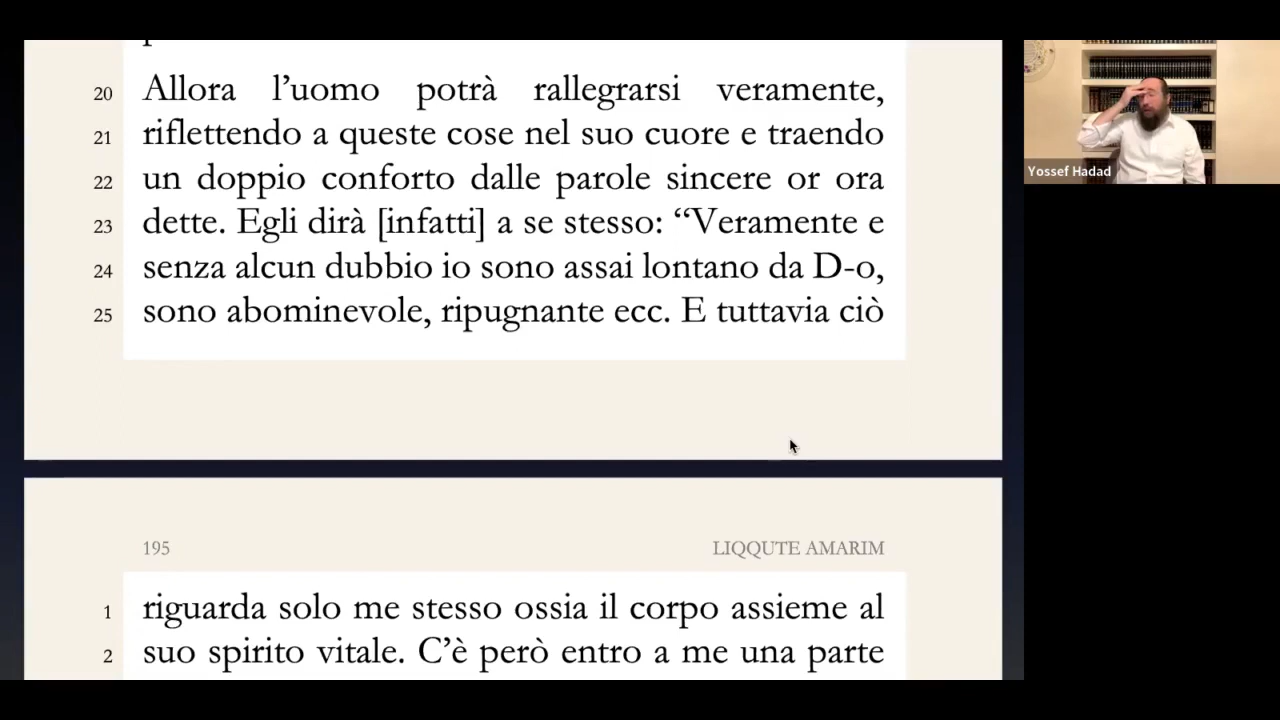 20 Allora l’uomo potrà rallegrarsi veramente,
21 riflettendo a queste cose nel suo cuore e traendo
22 un doppio conforto dalle parole sincere or ora
23 dette. Egli dirà [infatti] a se stesso: “Veramente e
24 senza alcun dubbio io sono assai lontano da D-o,
25 sono abominevole, ripugnante ecc. E tuttavia ciò
195 LIQQUTE AMARIM
1 riguarda solo me stesso ossia il corpo assieme al
2 suo spirito vitale. C’è però entro a me una parte
Yossef Hadad